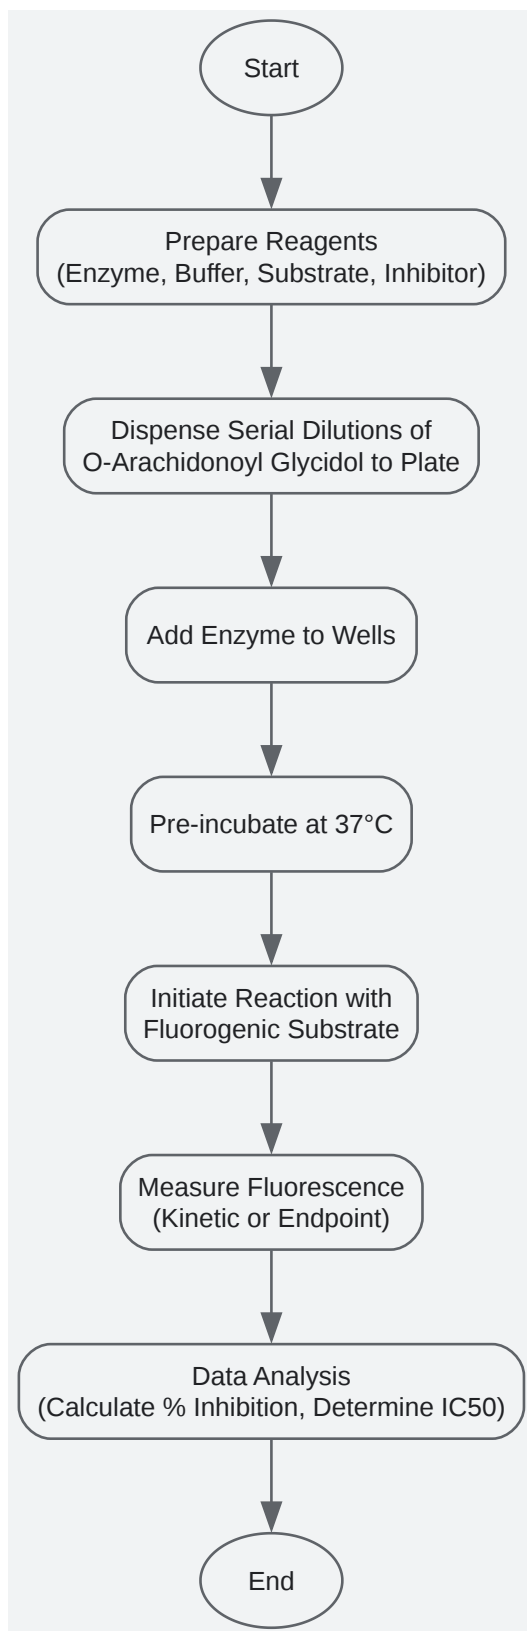 Start
Prepare Reagents
(Enzyme, Buffer, Substrate, Inhibitor)
Dispense Serial Dilutions of
O-Arachidonoyl Glycidol to Plate
Add Enzyme to Wells
Pre-incubate at 37°C
Initiate Reaction with
Fluorogenic Substrate
Measure Fluorescence
(Kinetic or Endpoint)
Data Analysis
(Calculate % Inhibition, Determine IC50)
End